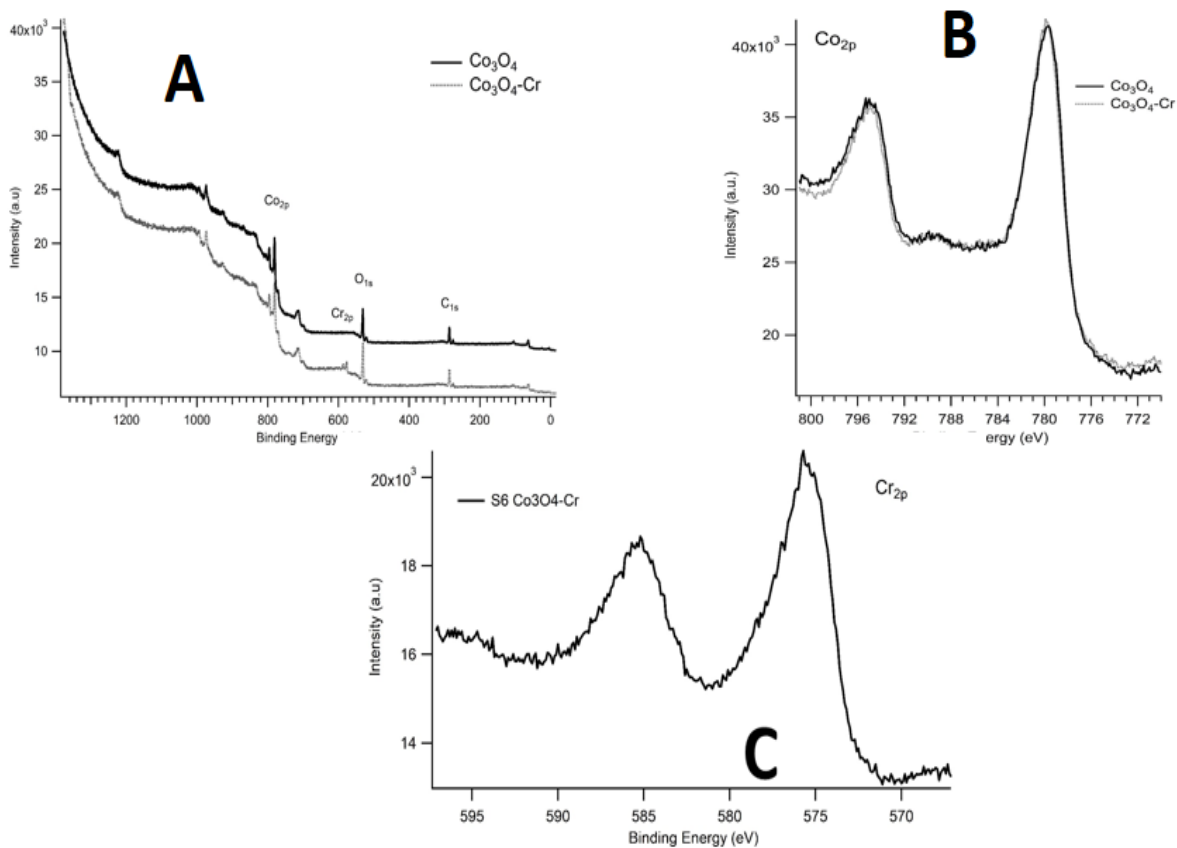 A
40x10³
35
30
25
20
15
10
Intensity (a.u)
Co₃O₄
Co₃O₄-Cr
Co₂ₚ
O₁ₛ
Cr₂ₚ
C₁ₛ
1200 1000 800 600 400 200 0
Binding Energy
B
Co₂ₚ
40x10³
35
30
25
20
Intensity (a.u.)
Co₃O₄
Co₃O₄-Cr
800 796 792 788 784 780 776 772
ergy (eV)
C
20x10³
18
16
14
Intensity (a.u)
S6 Co3O4-Cr
Cr₂ₚ
595 590 585 580 575 570
Binding Energy (eV)